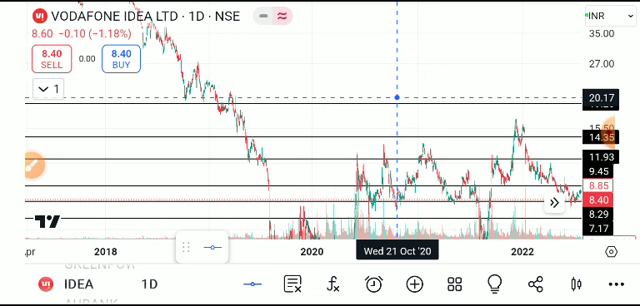 VODAFONE IDEA LTD · 1D · NSE
INR
8.60 −0.10 (−1.18%)
35.00
8.40
SELL
0.00
8.40
BUY
27.00
1
20.17
15.50
14.35
11.93
9.45
8.85
8.40
8.29
7.17
2018
2020
Wed 21 Oct '20
2022
IDEA
1D